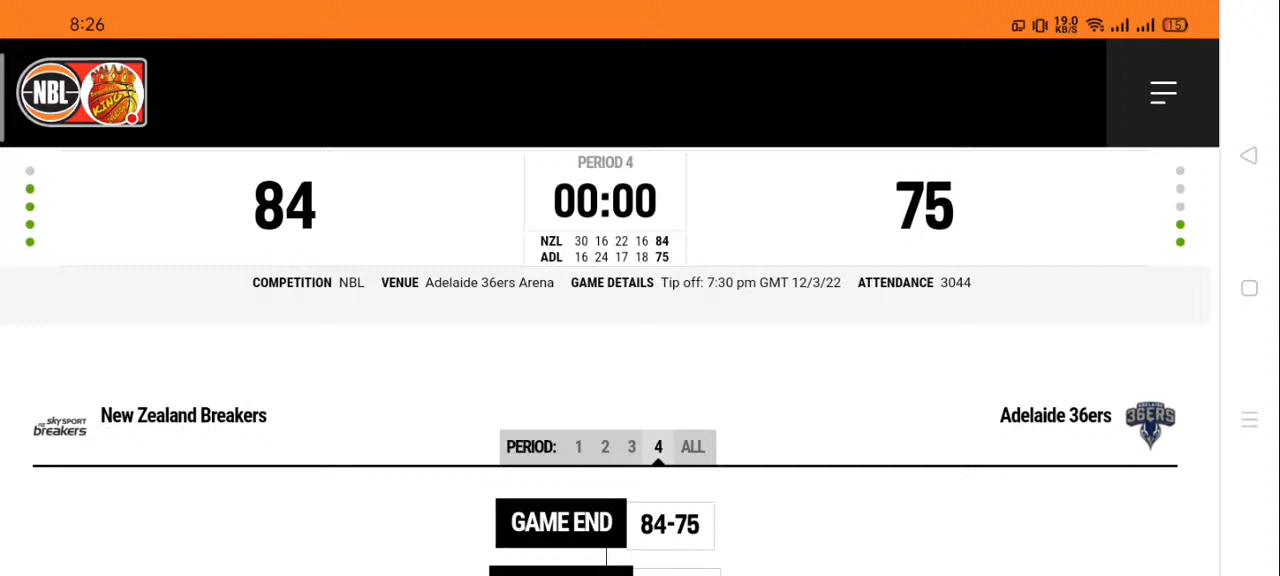 8:26
19.0
KB/S
15
NBL
KINGS
PERIOD 4
84
00:00
75
NZL 30 16 22 16 84
ADL 16 24 17 18 75
COMPETITION NBL VENUE Adelaide 36ers Arena GAME DETAILS Tip off: 7:30 pm GMT 12/3/22 ATTENDANCE 3044
sky SPORT
breakers
New Zealand Breakers
Adelaide 36ers
36ERS
PERIOD: 1 2 3 4 ALL
GAME END 84-75